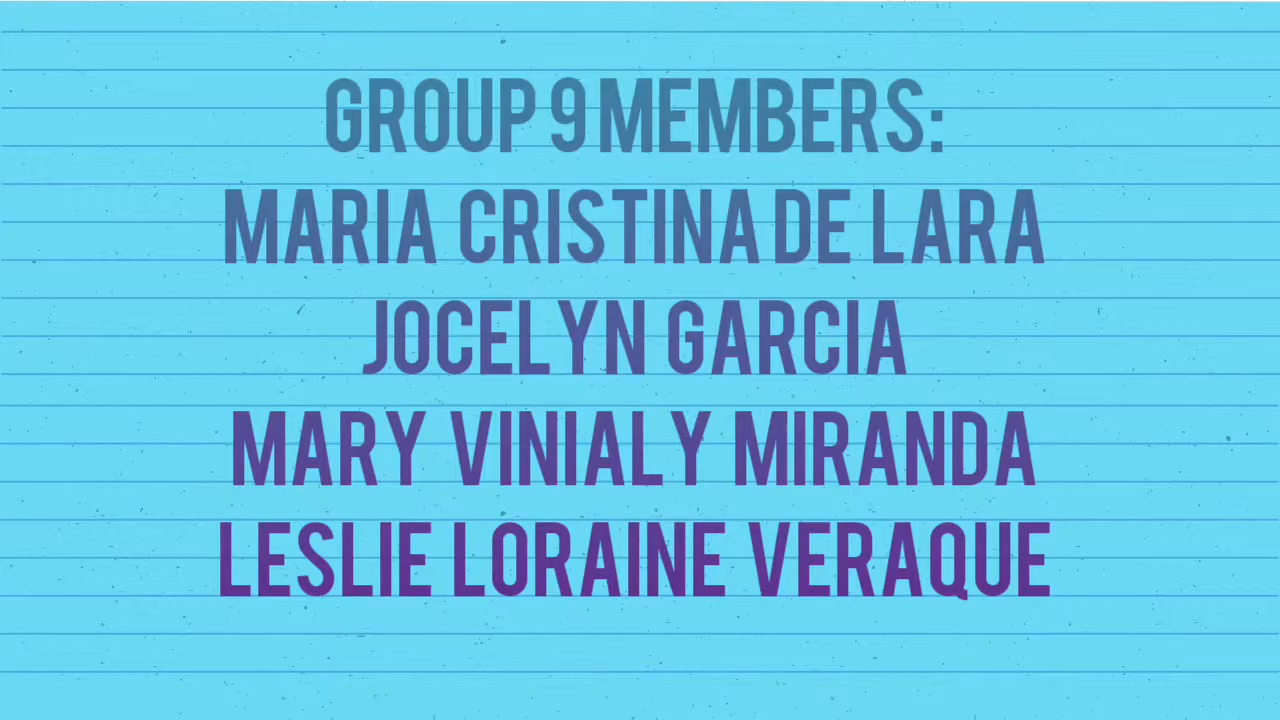 GROUP 9 MEMBERS:
MARIA CRISTINA DE LARA
JOCELYN GARCIA
MARY VINIALY MIRANDA
LESLIE LORAINE VERAQUE